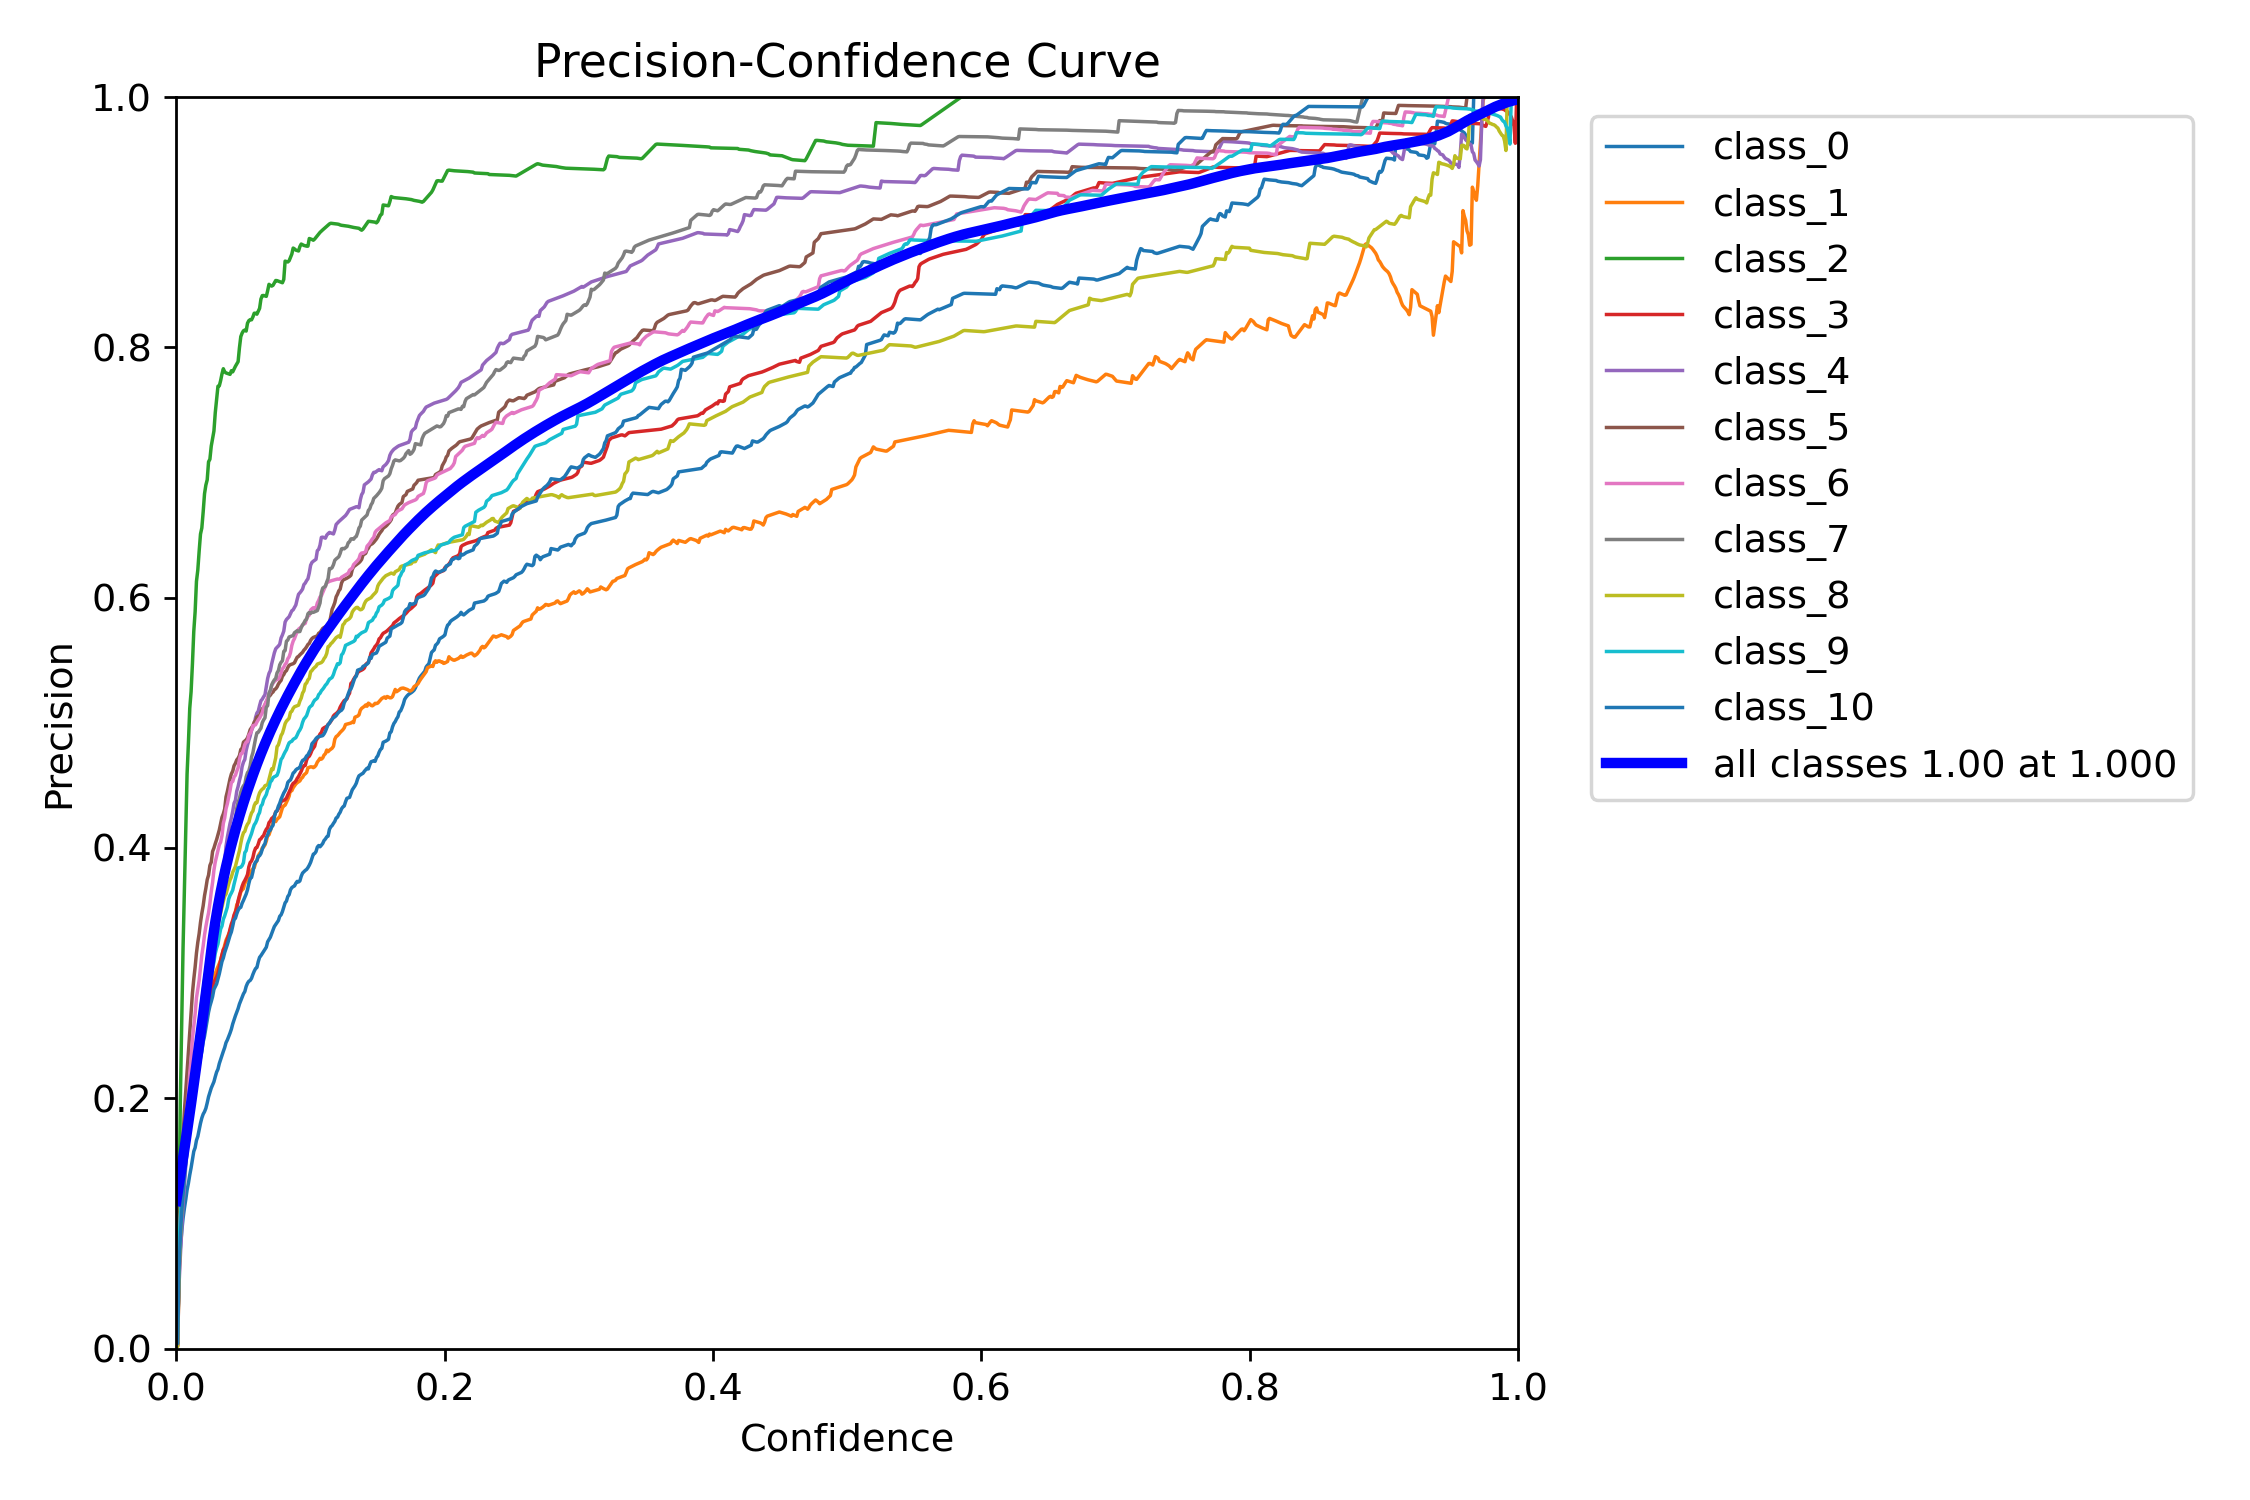 Precision-Confidence Curve
1.0
0.8
0.6
0.4
0.2
0.0
Precision
0.0 0.2 0.4 0.6 0.8 1.0
Confidence
class_0
class_1
class_2
class_3
class_4
class_5
class_6
class_7
class_8
class_9
class_10
all classes 1.00 at 1.000